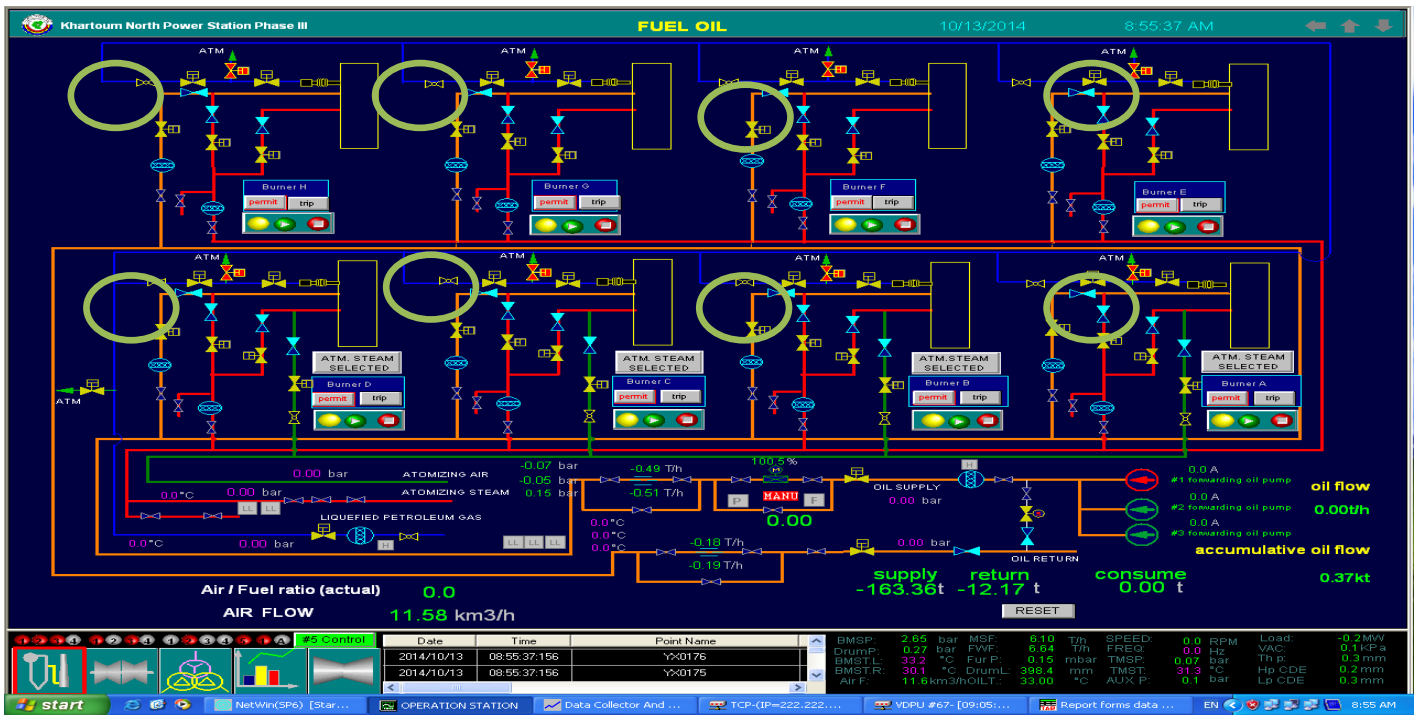 Khartoum North Power Station Phase III FUEL OIL 10/13/2014 8:55:37 AM
ATM ATM ATM ATM
Burner H Burner G Burner F Burner E
permit trip permit trip permit trip permit trip
ATM ATM ATM ATM
ATM. STEAM SELECTED ATM. STEAM SELECTED ATM.STEAM SELECTED ATM. STEAM SELECTED
Burner D Burner C Burner B Burner A
permit trip permit trip permit trip permit trip
ATM
0.00 bar ATOMIZING AIR -0.07 bar -0.49 T/h 100.5% M H 0.0 A
-0.05 bar #1 forwarding oil pump oil flow
0.0°C 0.00 bar ATOMIZING STEAM 0.15 bar -0.51 T/h P MANU F OIL SUPPLY 0.00 bar 0.0 A
LL LL #2 forwarding oil pump 0.00t/h
LIQUEFIED PETROLEUM GAS 0.0°C 0.00 0.0 A
0.0°C #3 forwarding oil pump
0.0°C 0.00 bar H LL LL LL 0.0°C -0.18 T/h 0.00 bar accumulative oil flow
-0.19 T/h OIL RETURN
supply return consume 0.37kt
Air / Fuel ratio (actual) 0.0 -163.36t -12.17 t 0.00 t
AIR FLOW 11.58 km3/h RESET
#5 Control Date Time Point Name
2014/10/13 08:55:37:156 YX0176
2014/10/13 08:55:37:156 YX0175
BMSP: 2.65 bar MSF: 6.10 T/h SPEED: 0.0 RPM Load: -0.2MW
DrumP: 0.27 bar FWF: 6.64 T/h FREQ: 0.0 Hz VAC: 0.1KPa
BMST.L: 33.2 °C Fur P: 0.15 mbar TMSP: 0.07 bar Th p: 0.3 mm
BMST.R: 30.1 °C DrumL: 398.4 mm TMST: 31.3 °C Hp CDE 0.2 mm
Air F: 11.6km3/h OILT.: 33.00 °C AUX P: 0.1 bar Lp CDE 0.3 mm
start NetWin(SP6) [Star... OPERATION STATION Data Collector And ... TCP-(IP=222.222.... VDPU #67- [09:05:... Report forms data ... EN 8:55 AM